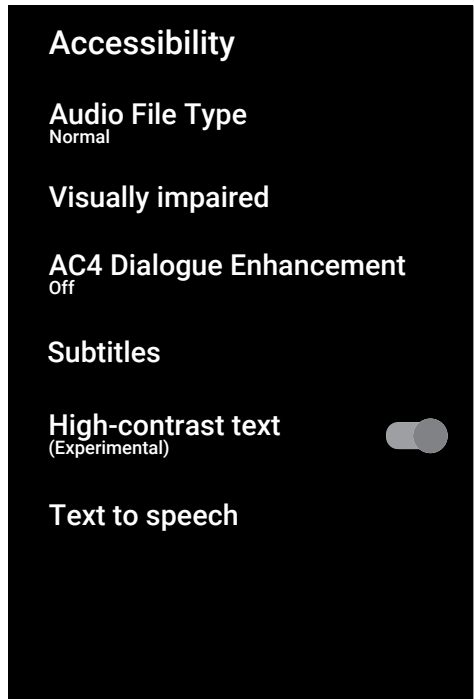 Accessibility
Audio File Type
Normal
Visually impaired
AC4 Dialogue Enhancement
Off
Subtitles
High-contrast text
(Experimental)
Text to speech